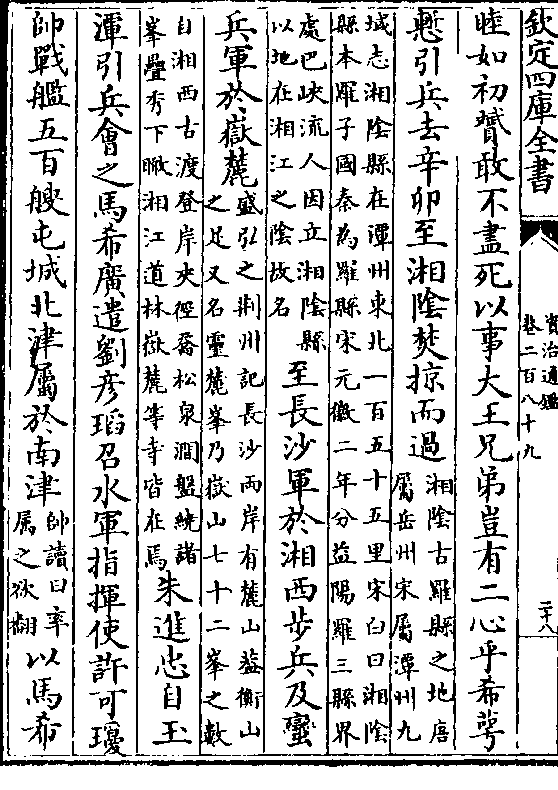 欽定四庫全書
資治通鑑
卷二百八十九
二十八
睦如初贇敢不盡死以事大王兄弟豈有二心乎希萼
慙引兵去辛卯至湘隂焚掠而過
湘隂古羅縣之地唐
屬岳州宋屬潭州九
域志湘隂縣在潭州東北一百五十五里宋白曰湘隂
縣本羅子國秦為羅縣宋元徽二年分益陽羅三縣界
處巴峽流人因立湘隂縣
以地在湘江之隂故名
至長沙軍於湘西步兵及蠻
兵軍於嶽麓
盛弘之荆州記長沙西岸有麓山葢衡山
之足又名靈麓峯乃嶽山七十二峯之數
自湘西古渡登岸夾徑喬松泉澗盤繞諸
峯疊秀下瞰湘江道林嶽麓等寺皆在焉
朱進忠自玉
潭引兵會之馬希廣遣劉彦瑫召水軍指揮使許可瓊
帥戰艦五百艘屯城北津屬於南津
帥讀曰率
屬之欲翻
以馬希